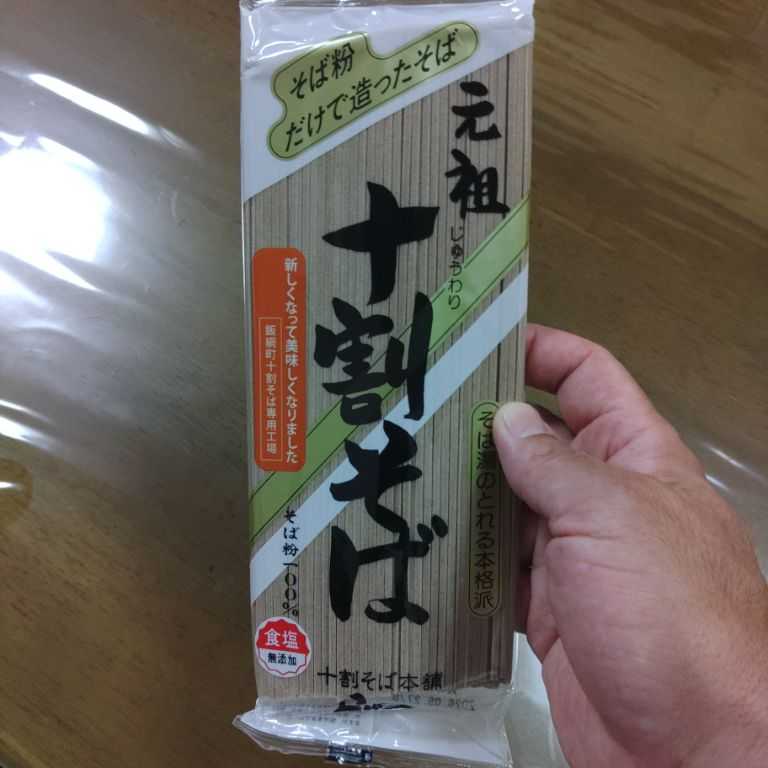 そば粉
だけで造ったそば
元祖
じゅうわり
十割そば
新しくなって美味しくなりました
飯綱町十割そば専用工場
そば湯のとれる本格派
そば粉一〇〇%
食塩
無添加
十割そば本舗